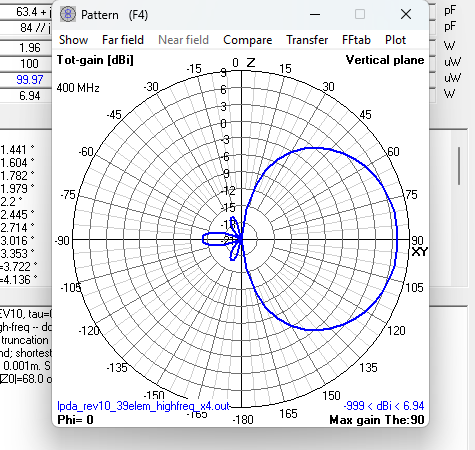 63.4 + j
pF
84 // j
pF
1.96
W
100
uW
99.97
uW
6.94
W
1.441 °
1.604 °
1.782 °
1.979 °
2.2 °
2.445 °
2.714 °
3.016 °
3.353 °
=3.722 °
=4.136 °
REV10, tau=
gh-freq -- do
truncation
nd; shortest
0.001m. S
|Z0|=68.0 o
Pattern (F4)
Show Far field Near field Compare Transfer FFtab Plot
Tot-gain [dBi]
0 Z
Vertical plane
400 MHz
-15
15
-30
30
-45
45
-60
60
-75
75
-90
90
XY
-105
105
-120
120
-135
135
-150
150
-165
165
-180
9
6
3
0
-3
-6
-9
-12
-15
-18
-21
lpda_rev10_39elem_highfreq_x4.out
-999 < dBi < 6.94
Phi= 0
Max gain The:90